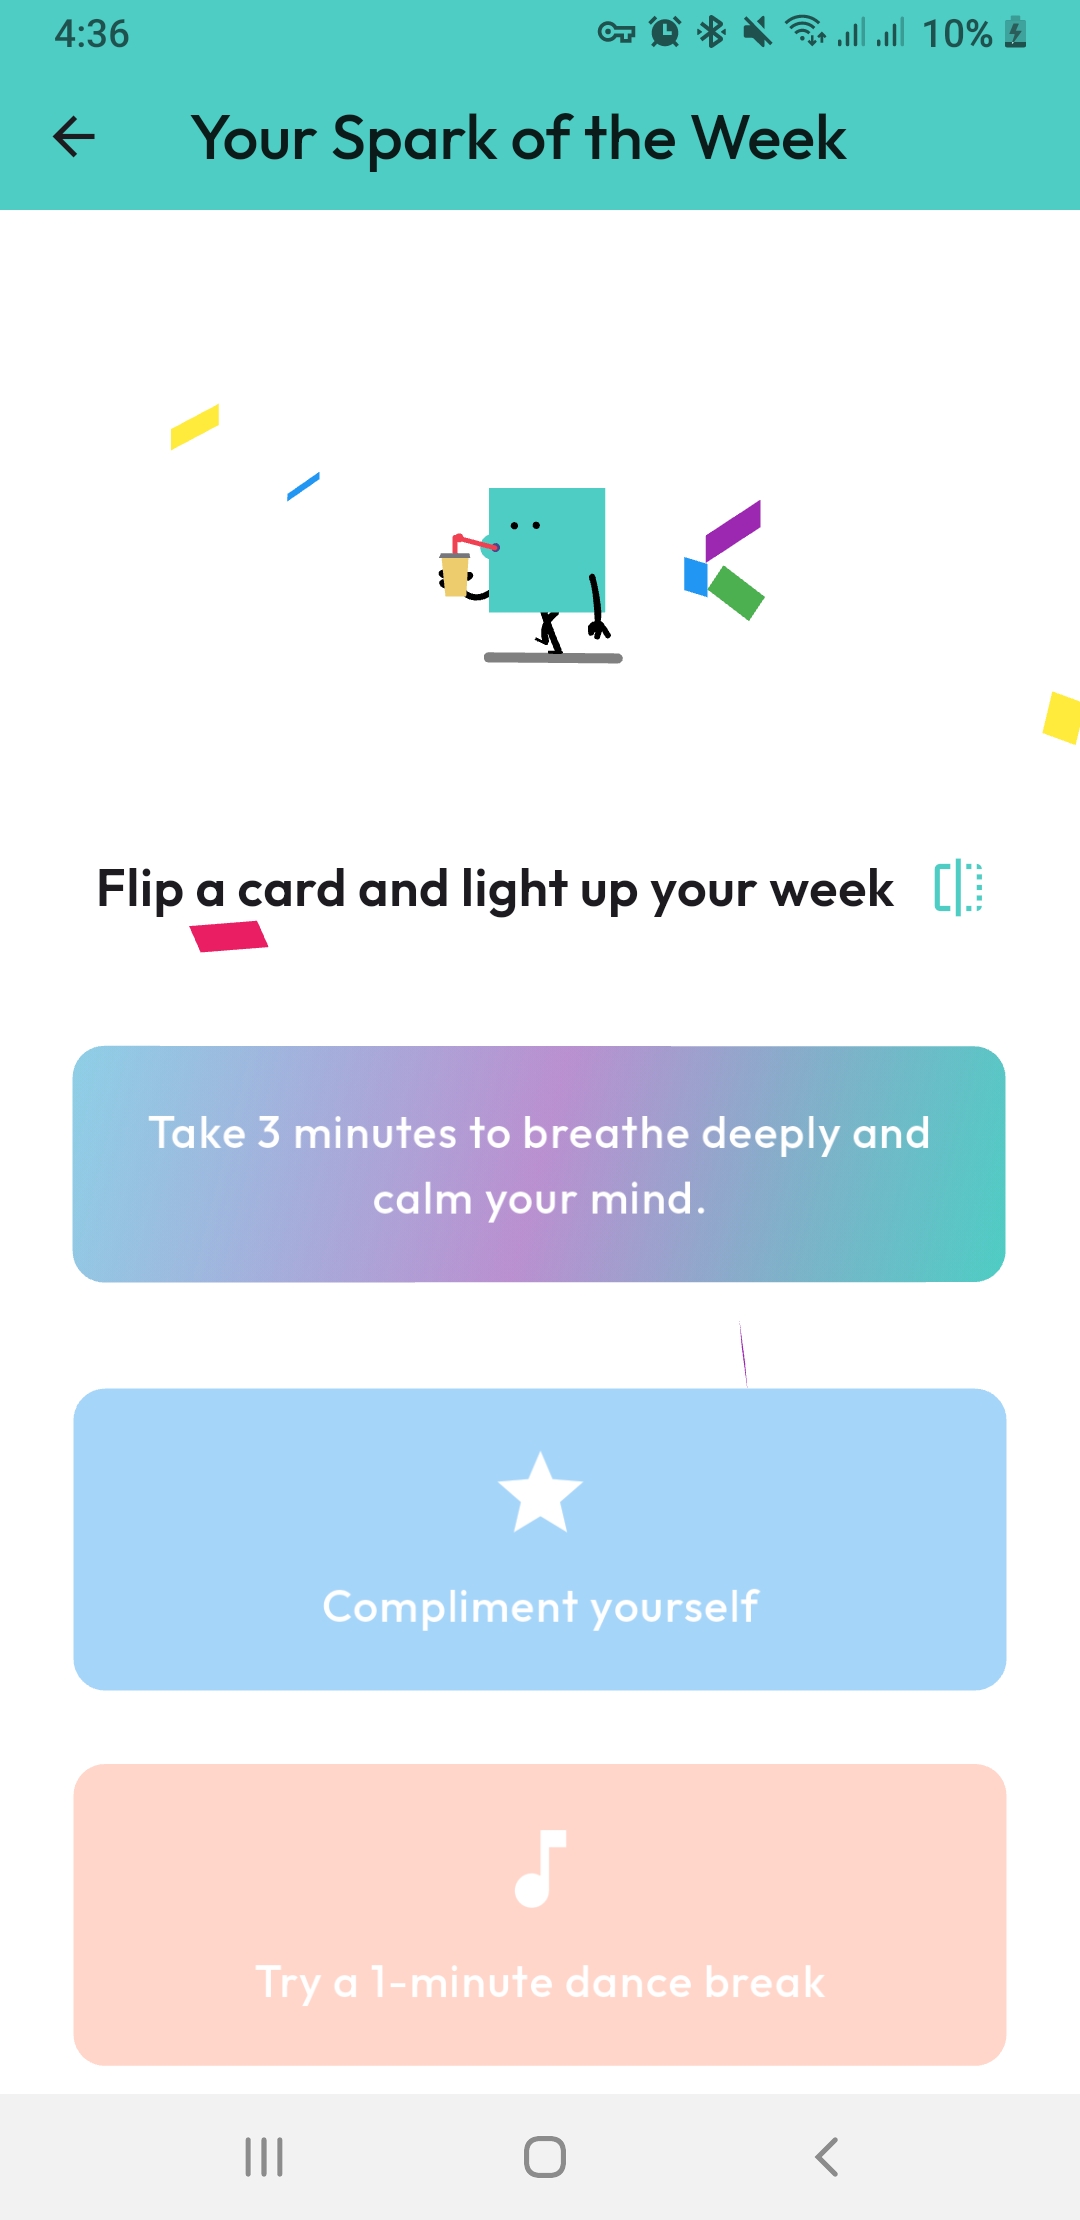 4:36
10%
Your Spark of the Week
Flip a card and light up your week
Take 3 minutes to breathe deeply and
calm your mind.
Compliment yourself
Try a 1-minute dance break